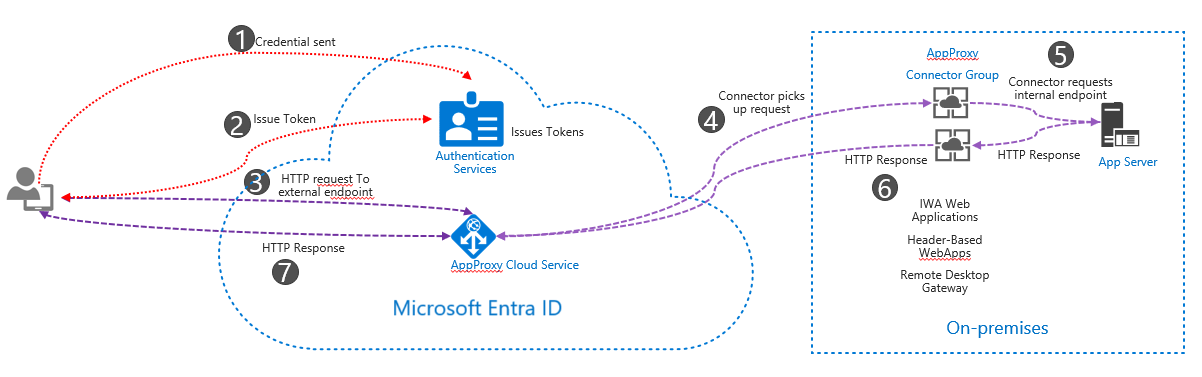 1
Credential sent
2
Issue Token
Issues Tokens
Authentication
Services
3
HTTP request To
external endpoint
HTTP Response
7
AppProxy Cloud Service
Microsoft Entra ID
4
Connector picks
up request
AppProxy
Connector Group
5
Connector requests
internal endpoint
HTTP Response
HTTP Response
App Server
6
IWA Web
Applications
Header-Based
WebApps
Remote Desktop
Gateway
On-premises